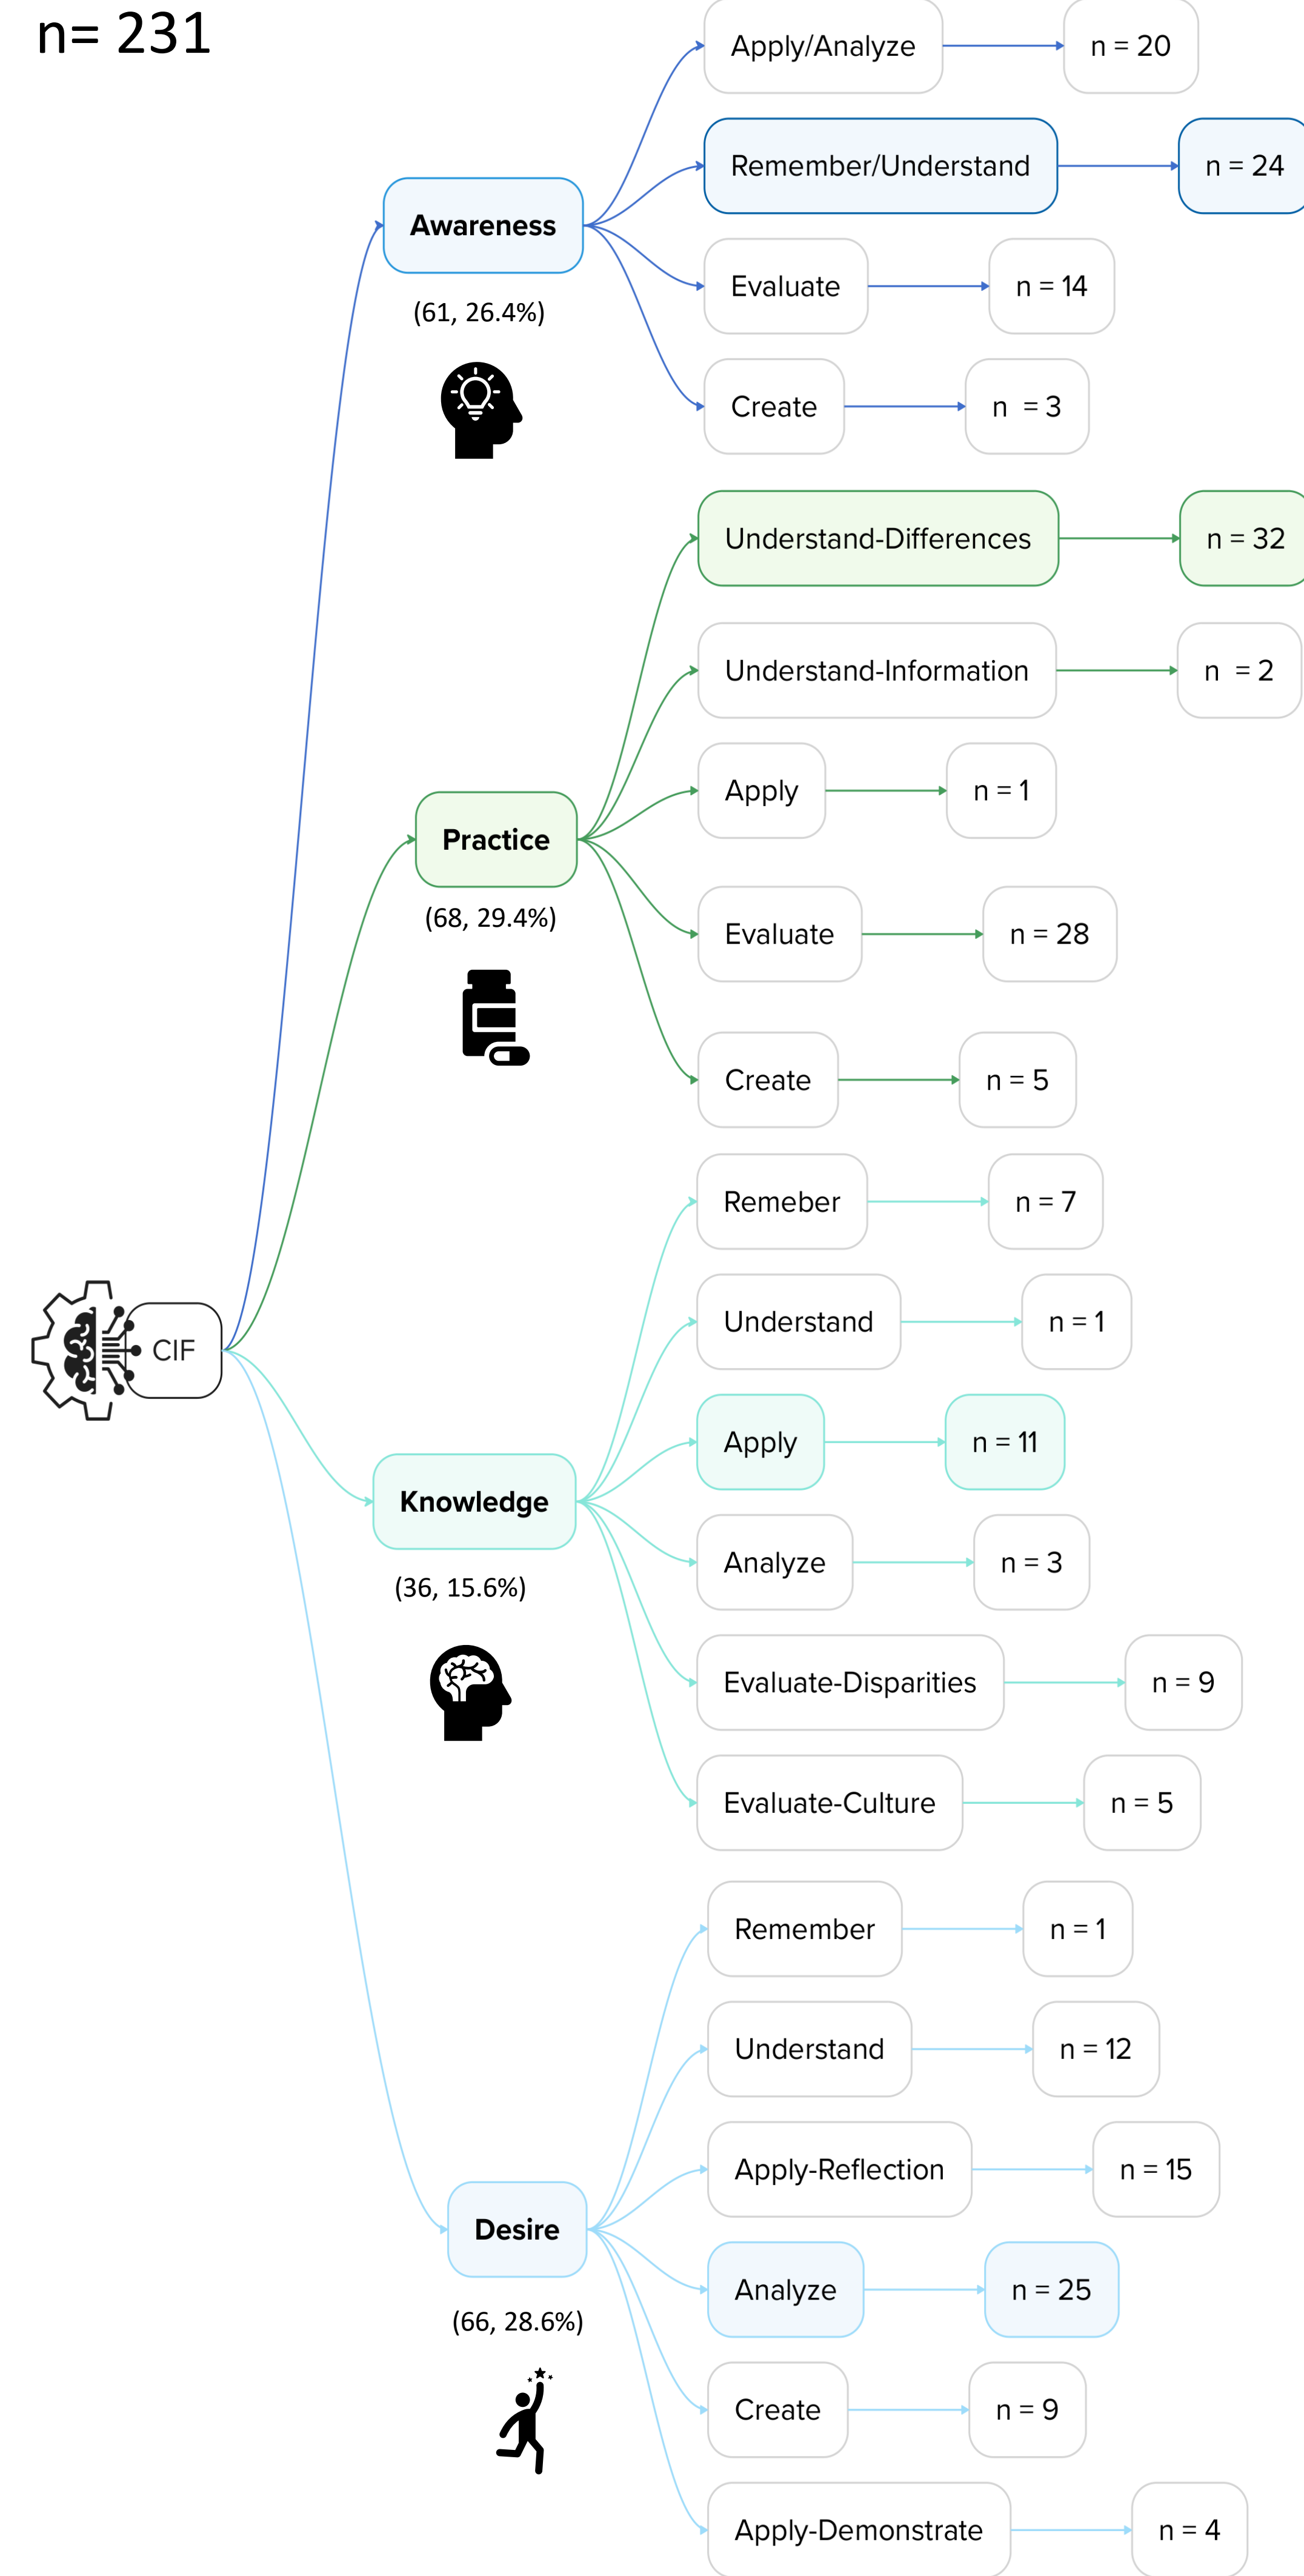 n= 231
Apply/Analyze
n = 20
Remember/Understand
n = 24
Awareness
(61, 26.4%)
Evaluate
n = 14
Create
n = 3
Understand-Differences
n = 32
Understand-Information
n = 2
Apply
n = 1
Practice
(68, 29.4%)
Evaluate
n = 28
Create
n = 5
Remeber
n = 7
Understand
n = 1
CIF
Apply
n = 11
Knowledge
(36, 15.6%)
Analyze
n = 3
Evaluate-Disparities
n = 9
Evaluate-Culture
n = 5
Remember
n = 1
Understand
n = 12
Apply-Reflection
n = 15
Desire
(66, 28.6%)
Analyze
n = 25
Create
n = 9
Apply-Demonstrate
n = 4